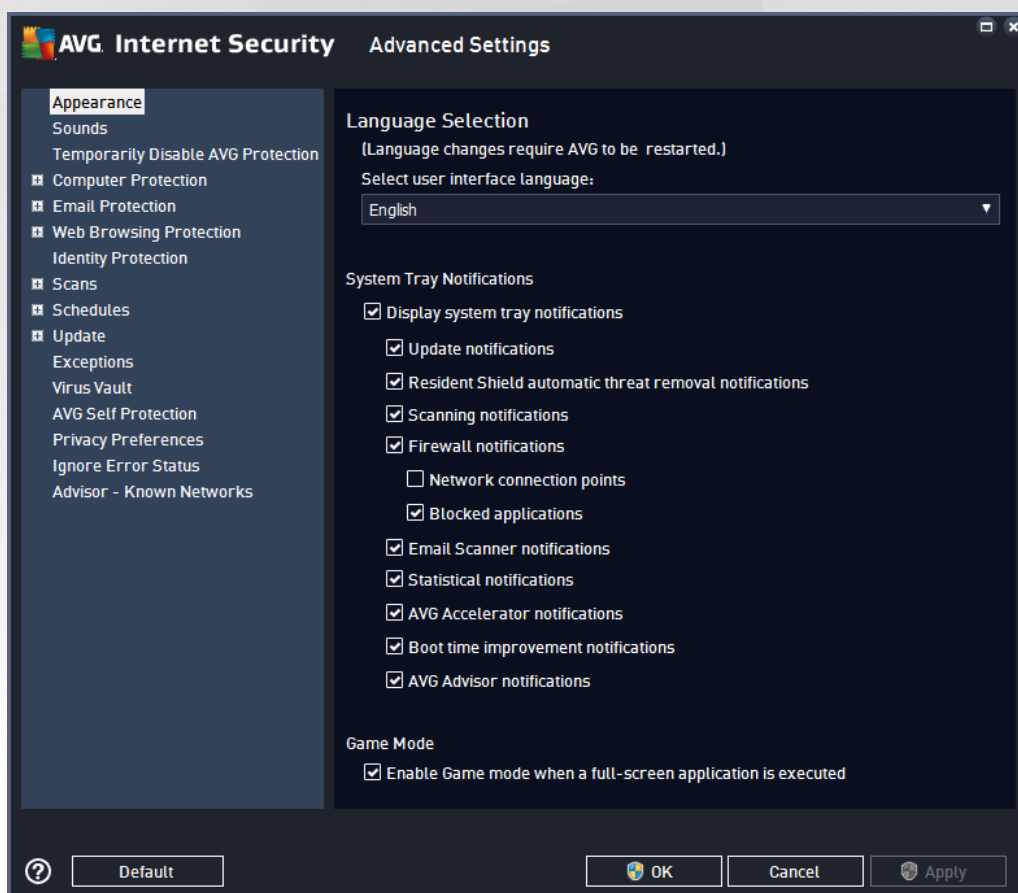 AVG. Internet Security Advanced Settings
Appearance
Sounds
Temporarily Disable AVG Protection
Computer Protection
Email Protection
Web Browsing Protection
Identity Protection
Scans
Schedules
Update
Exceptions
Virus Vault
AVG Self Protection
Privacy Preferences
Ignore Error Status
Advisor - Known Networks
Language Selection
(Language changes require AVG to be restarted.)
Select user interface language:
English
System Tray Notifications
Display system tray notifications
Update notifications
Resident Shield automatic threat removal notifications
Scanning notifications
Firewall notifications
Network connection points
Blocked applications
Email Scanner notifications
Statistical notifications
AVG Accelerator notifications
Boot time improvement notifications
AVG Advisor notifications
Game Mode
Enable Game mode when a full-screen application is executed
? Default OK Cancel Apply